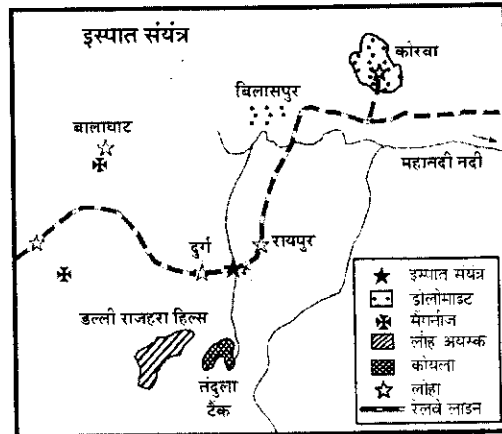 इस्पात संयंत्र
कोरबा
बिलासपुर
बालाघाट
महानदी नदी
दुर्ग
रायपुर
डल्ली राजहरा हिल्स
तंदुला
टैंक
इस्पात संयंत्र
डोलोमाइट
मैंगनीज
लौह अयस्क
कोयला
लोहा
रेलवे लाइन